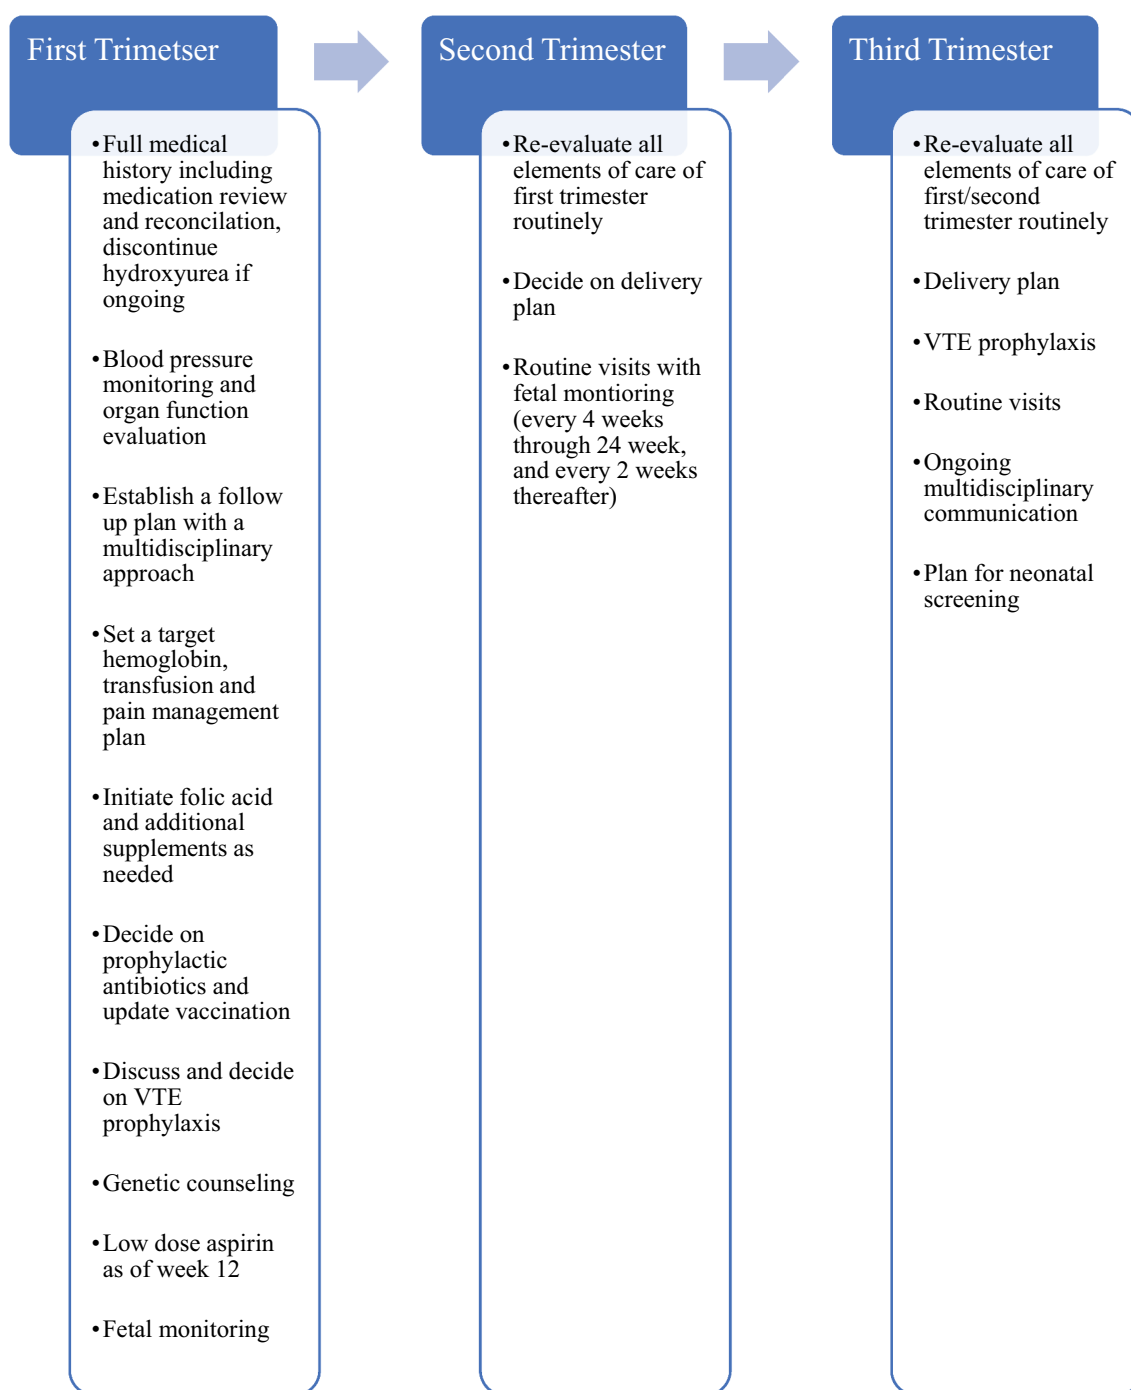 First Trimetser
•Full medical
history including
medication review
and reconcilation,
discontinue
hydroxyurea if
ongoing
•Blood pressure
monitoring and
organ function
evaluation
•Establish a follow
up plan with a
multidisciplinary
approach
•Set a target
hemoglobin,
transfusion and
pain management
plan
•Initiate folic acid
and additional
supplements as
needed
•Decide on
prophylactic
antibiotics and
update vaccination
•Discuss and decide
on VTE
prophylaxis
•Genetic counseling
•Low dose aspirin
as of week 12
•Fetal monitoring
Second Trimester
•Re-evaluate all
elements of care of
first trimester
routinely
•Decide on delivery
plan
•Routine visits with
fetal montioring
(every 4 weeks
through 24 week,
and every 2 weeks
thereafter)
Third Trimester
•Re-evaluate all
elements of care of
first/second
trimester routinely
•Delivery plan
•VTE prophylaxis
•Routine visits
•Ongoing
multidisciplinary
communication
•Plan for neonatal
screening